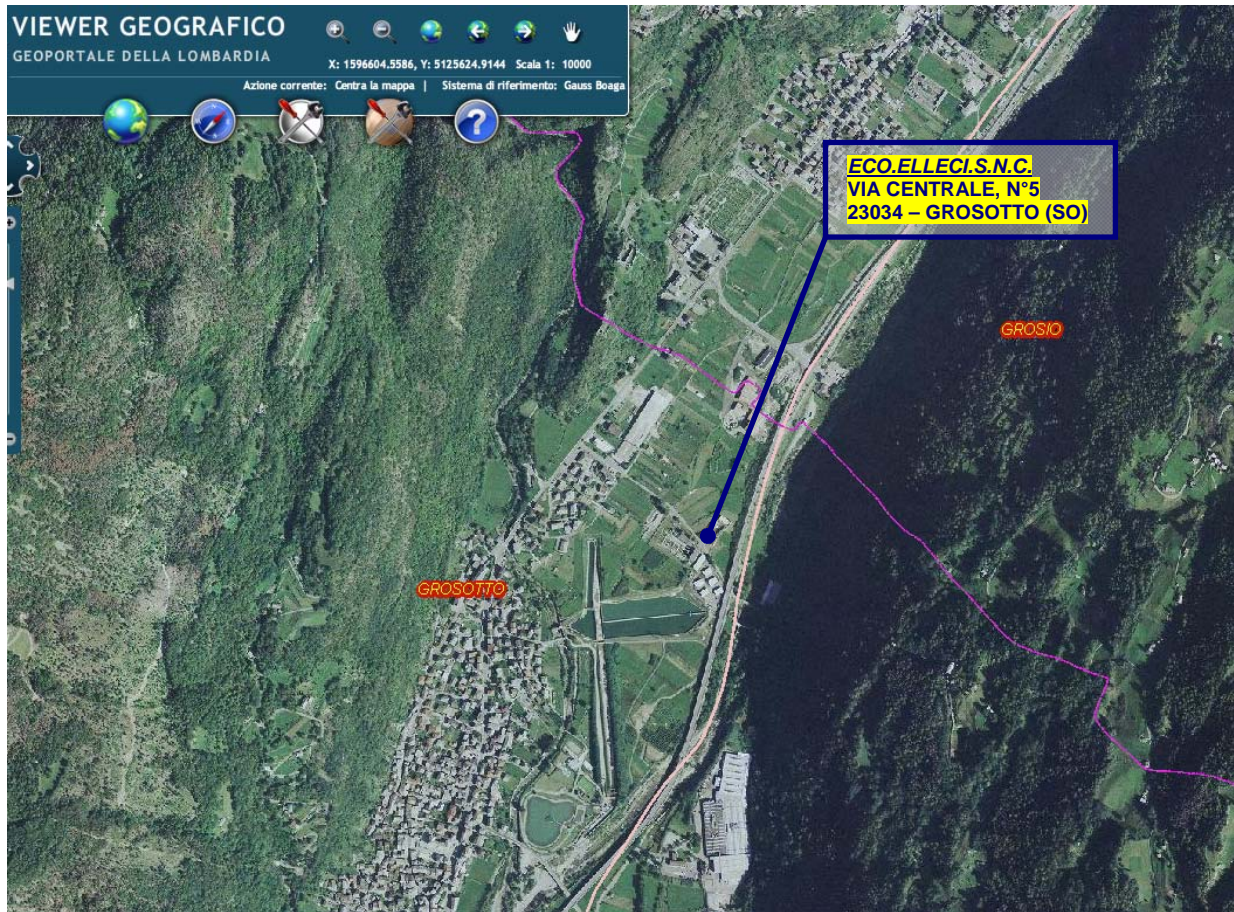 VIEWER GEOGRAFICO
GEOPORTALE DELLA LOMBARDIA
X: 1596604.5586, Y: 5125624.9144 Scala 1: 10000
Azione corrente: Centra la mappa | Sistema di riferimento: Gauss Boaga
ECO.ELLECI.S.N.C.
VIA CENTRALE, N°5
23034 – GROSOTTO (SO)
GROSIO
GROSOTTO